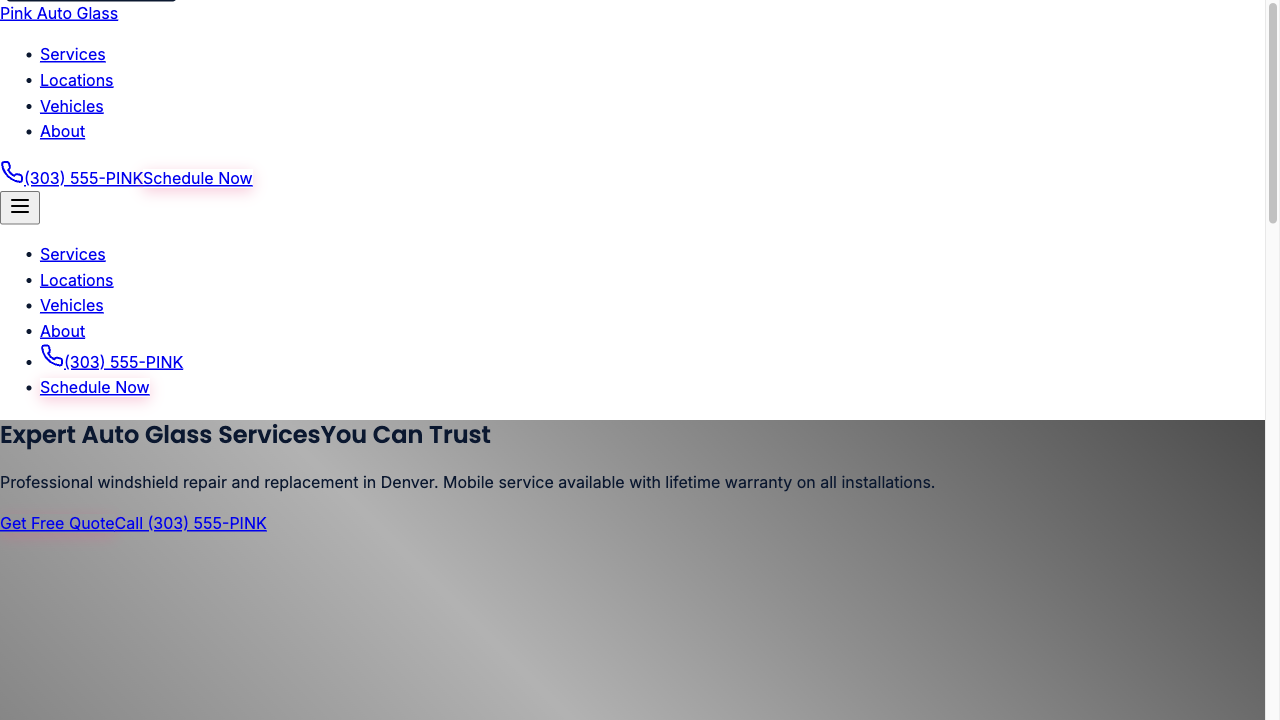 Pink Auto Glass
Services
Locations
Vehicles
About
(303) 555-PINKSchedule Now
Services
Locations
Vehicles
About
(303) 555-PINK
Schedule Now
Expert Auto Glass ServicesYou Can Trust
Professional windshield repair and replacement in Denver. Mobile service available with lifetime warranty on all installations.
Get Free QuoteCall (303) 555-PINK